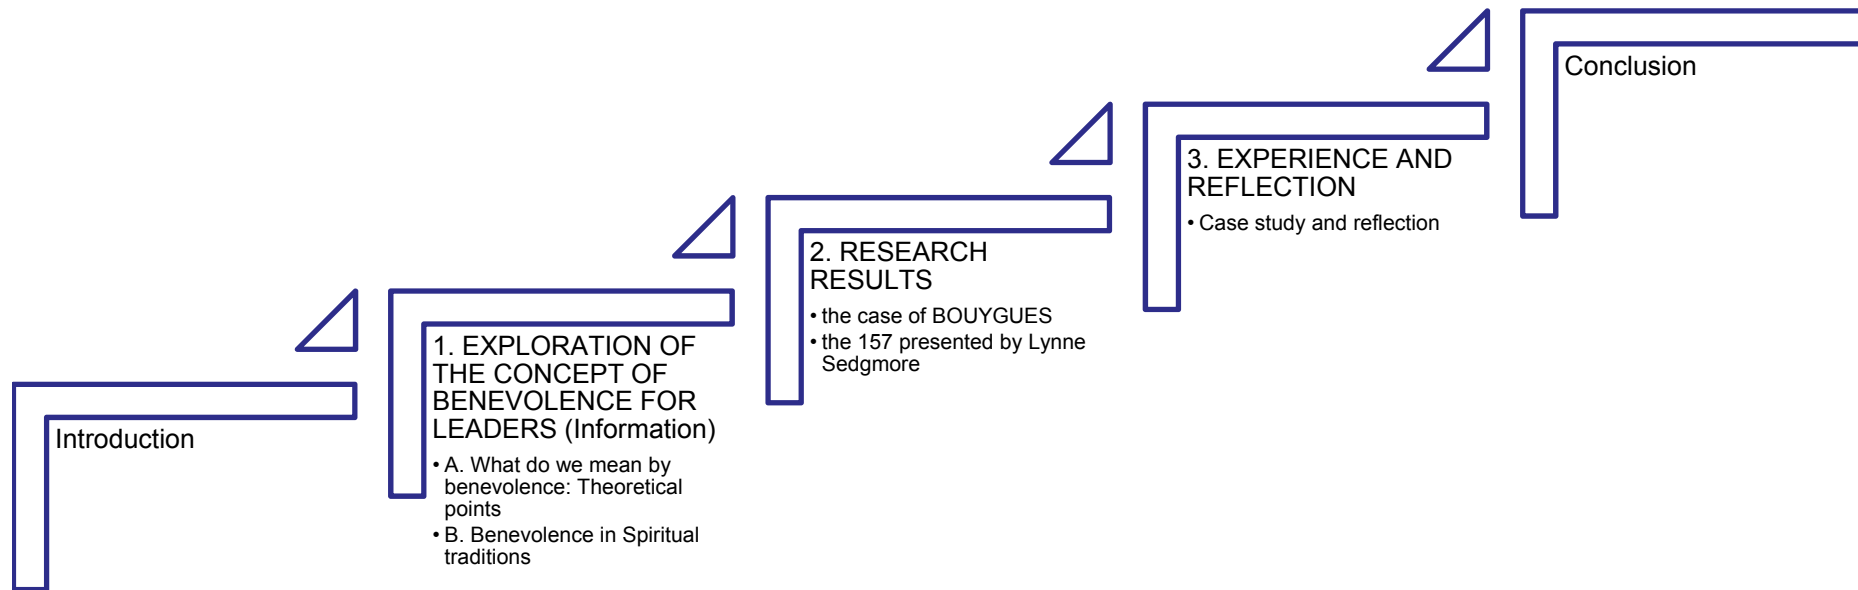 Introduction
1. EXPLORATION OF
THE CONCEPT OF
BENEVOLENCE FOR
LEADERS (Information)
• A. What do we mean by
benevolence: Theoretical
points
• B. Benevolence in Spiritual
traditions
2. RESEARCH
RESULTS
• the case of BOUYGUES
• the 157 presented by Lynne
Sedgmore
3. EXPERIENCE AND
REFLECTION
• Case study and reflection
Conclusion